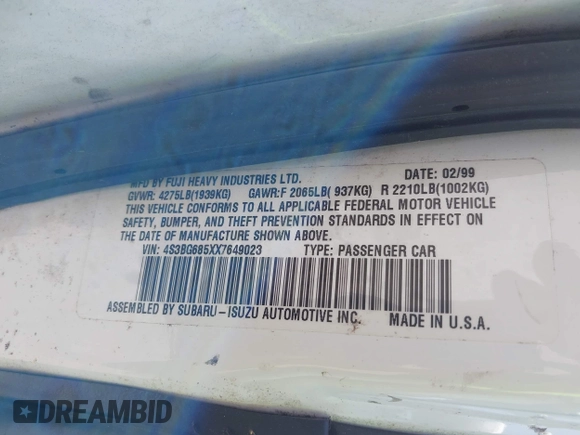 MFD BY FUJI HEAVY INDUSTRIES LTD. DATE: 02/99
GVWR: 4275LB(1939KG) GAWR:F 2065LB( 937KG) R 2210LB(1002KG)
THIS VEHICLE CONFORMS TO ALL APPLICABLE FEDERAL MOTOR VEHICLE
SAFETY, BUMPER, AND THEFT PREVENTION STANDARDS IN EFFECT ON
THE DATE OF MANUFACTURE SHOWN ABOVE.
VIN: 4S3BG685XX7649023 TYPE: PASSENGER CAR
ASSEMBLED BY SUBARU-ISUZU AUTOMOTIVE INC. MADE IN U.S.A.
DREAMBID